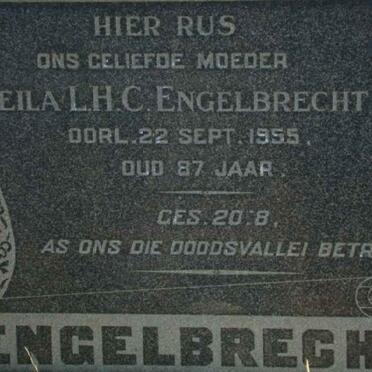 HIER RUS
ONS GELIEFDE MOEDER
EILA L.H.C. ENGELBRECHT
OORL. 22 SEPT. 1955.
OUD 87 JAAR.
GES. 20:8.
AS ONS DIE DOODSVALLEI BETR
ENGELBRECH